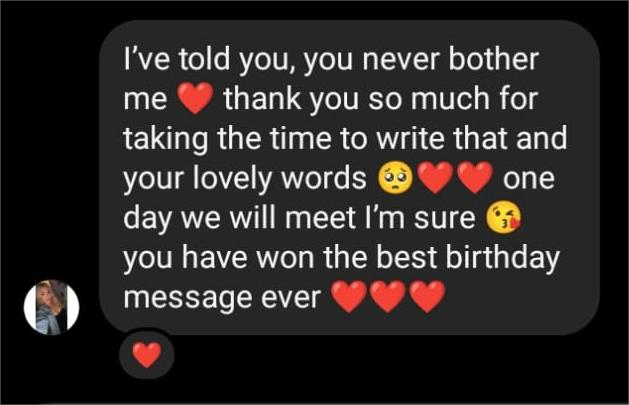 I've told you, you never bother
me ❤️ thank you so much for
taking the time to write that and
your lovely words 🥺❤️❤️ one
day we will meet I'm sure 😘
you have won the best birthday
message ever ❤️❤️❤️